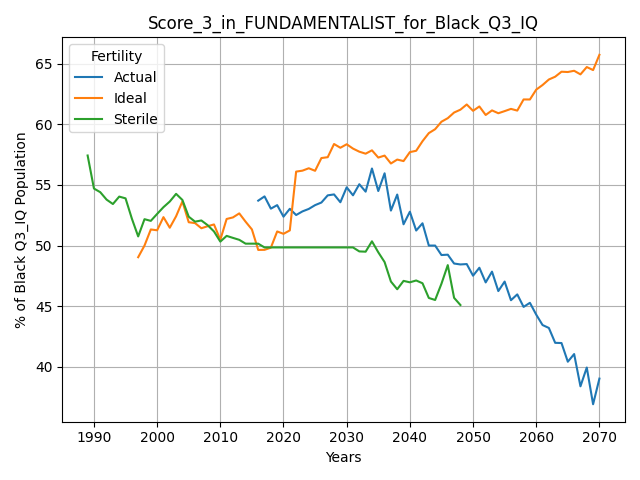 Score_3_in_FUNDAMENTALIST_for_Black_Q3_IQ
Fertility
Actual
Ideal
Sterile
% of Black Q3_IQ Population
65
60
55
50
45
40
1990 2000 2010 2020 2030 2040 2050 2060 2070
Years